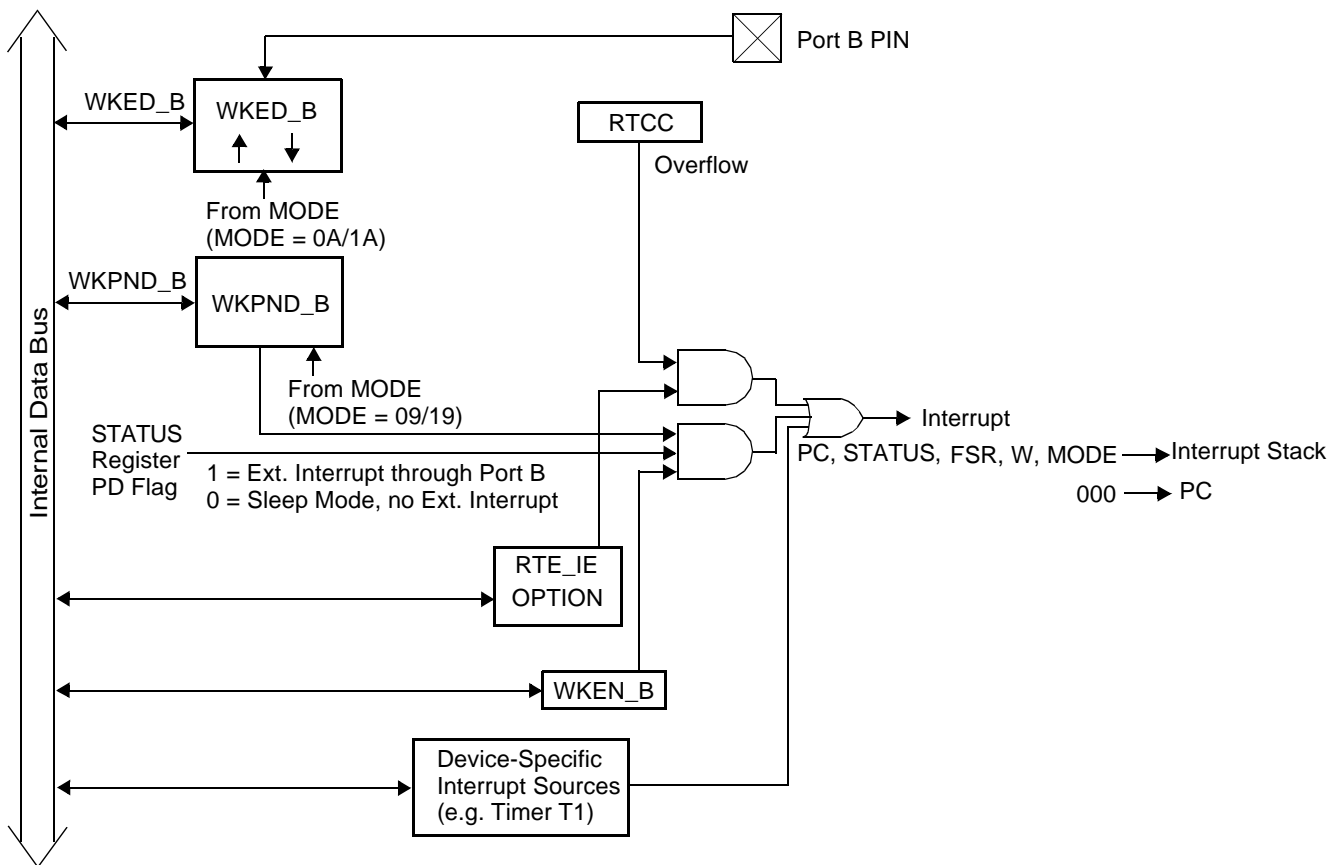 Port B PIN
WKED_B
WKED_B
RTCC
Overflow
From MODE
(MODE = 0A/1A)
WKPND_B
WKPND_B
Internal Data Bus
From MODE
(MODE = 09/19)
STATUS
Register
PD Flag
1 = Ext. Interrupt through Port B
0 = Sleep Mode, no Ext. Interrupt
Interrupt
PC, STATUS, FSR, W, MODE
Interrupt Stack
000
PC
RTE_IE
OPTION
WKEN_B
Device-Specific
Interrupt Sources
(e.g. Timer T1)